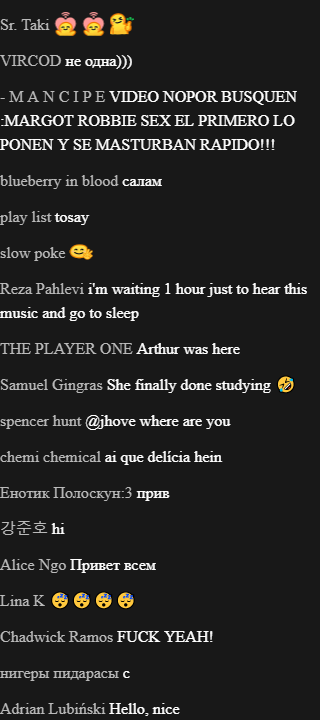 Sr. Taki
VIRCOD не одна)))
- M A N C I P E VIDEO NOPOR BUSQUEN
:MARGOT ROBBIE SEX EL PRIMERO LO
PONEN Y SE MASTURBAN RAPIDO!!!
blueberry in blood салам
play list tosay
slow poke
Reza Pahlevi i'm waiting 1 hour just to hear this
music and go to sleep
THE PLAYER ONE Arthur was here
Samuel Gingras She finally done studying 🤣
spencer hunt @jhove where are you
chemi chemical ai que delícia hein
Енотик Полоскун:3 прив
강준호 hi
Alice Ngo Привет всем
Lina K 😴😴😴😴
Chadwick Ramos FUCK YEAH!
нигеры пидарасы с
Adrian Lubiński Hello, nice